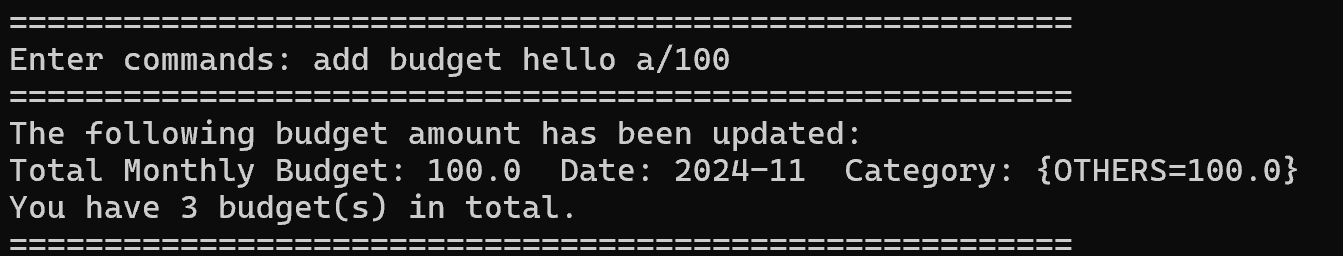 ========================================================
Enter commands: add budget hello a/100
========================================================
The following budget amount has been updated:
Total Monthly Budget: 100.0  Date: 2024-11  Category: {OTHERS=100.0}
You have 3 budget(s) in total.
========================================================